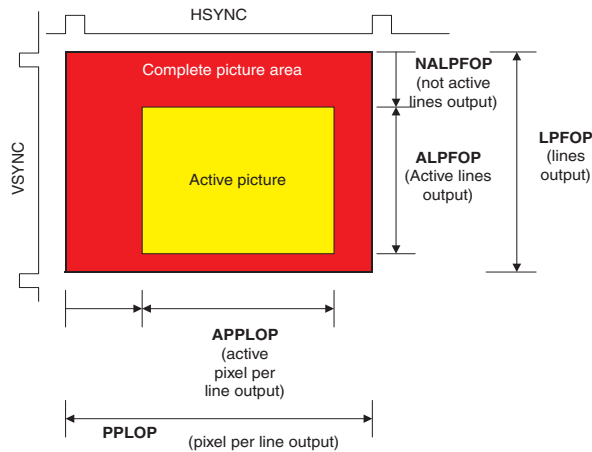 HSYNC
VSYNC
Complete picture area
Active picture
NALPFOP
(not active
lines output)
ALPFOP
(Active lines
output)
LPFOP
(lines
output)
APPLOP
(active
pixel per
line output)
PPLOP
(pixel per line output)